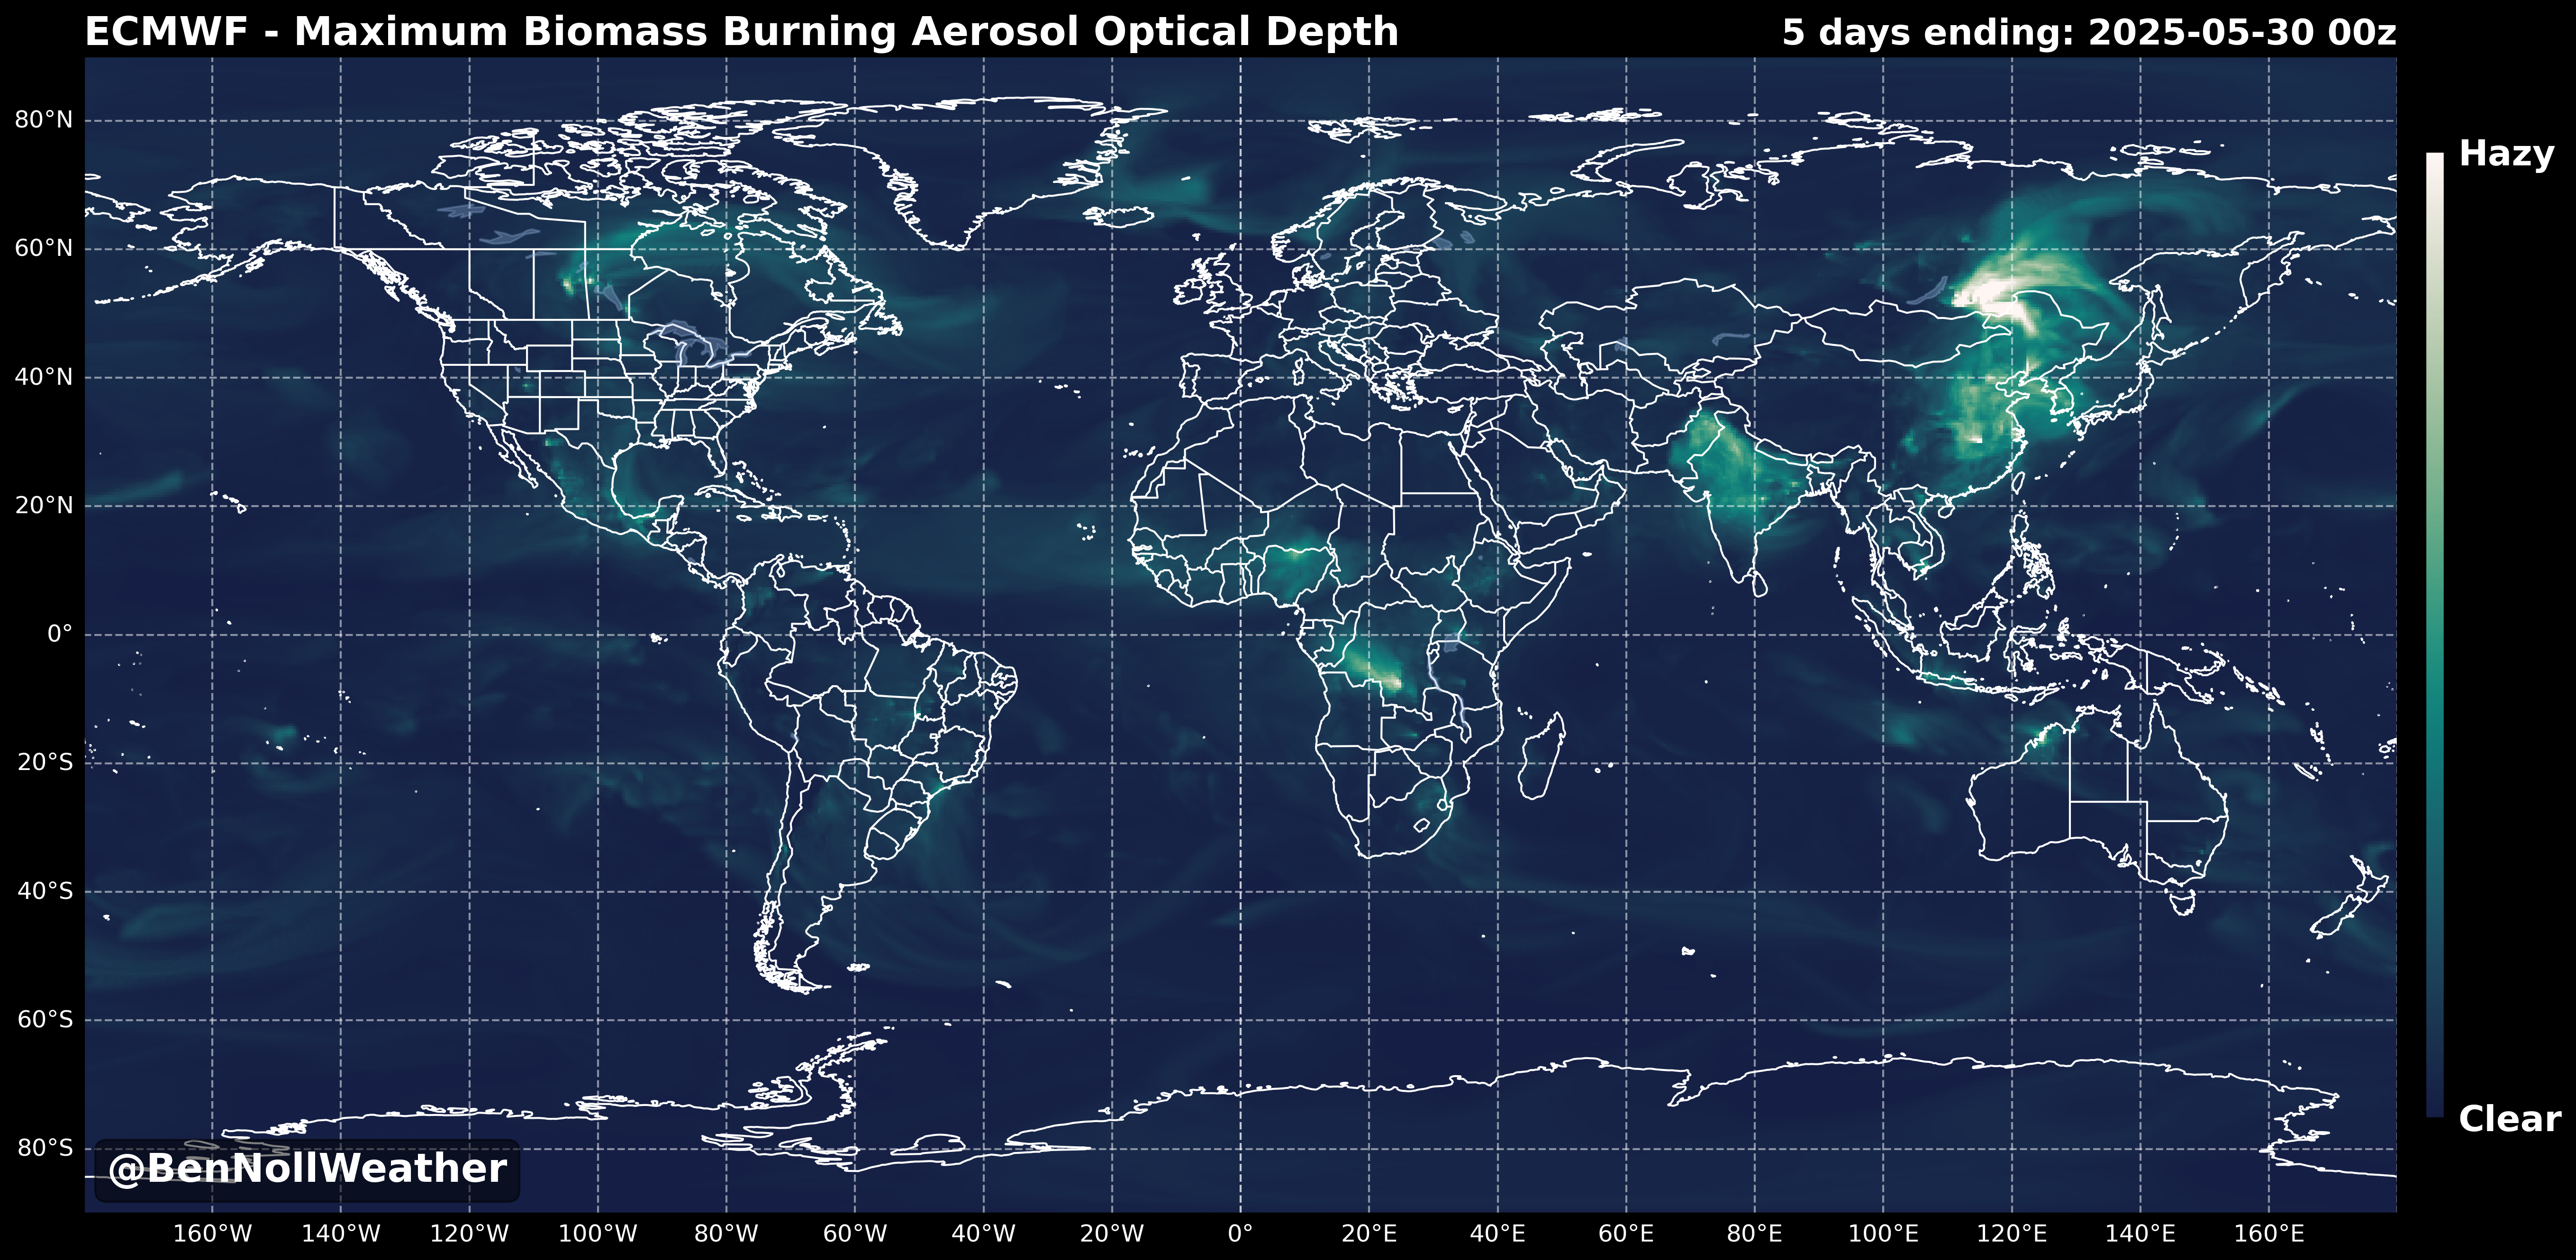 ECMWF - Maximum Biomass Burning Aerosol Optical Depth
5 days ending: 2025-05-30 00z
Hazy
80°N
60°N
40°N
20°N
0°
20°S
40°S
60°S
80°S
Clear
@BenNollWeather
160°W 140°W 120°W 100°W 80°W 60°W 40°W 20°W 0° 20°E 40°E 60°E 80°E 100°E 120°E 140°E 160°E